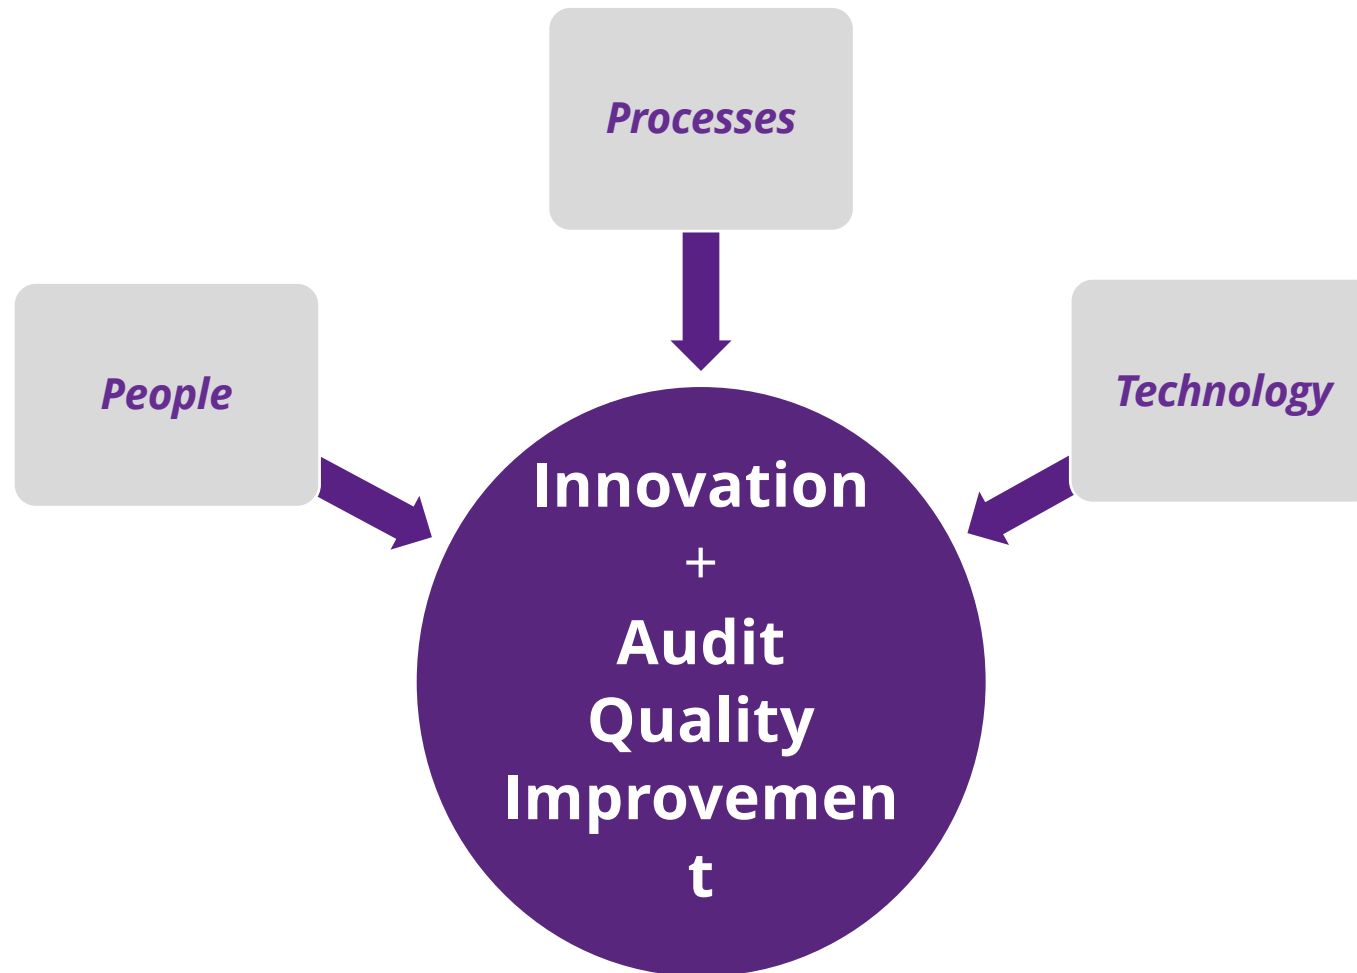 Processes
People
Technology
Innovation
+
Audit
Quality
Improvemen
t